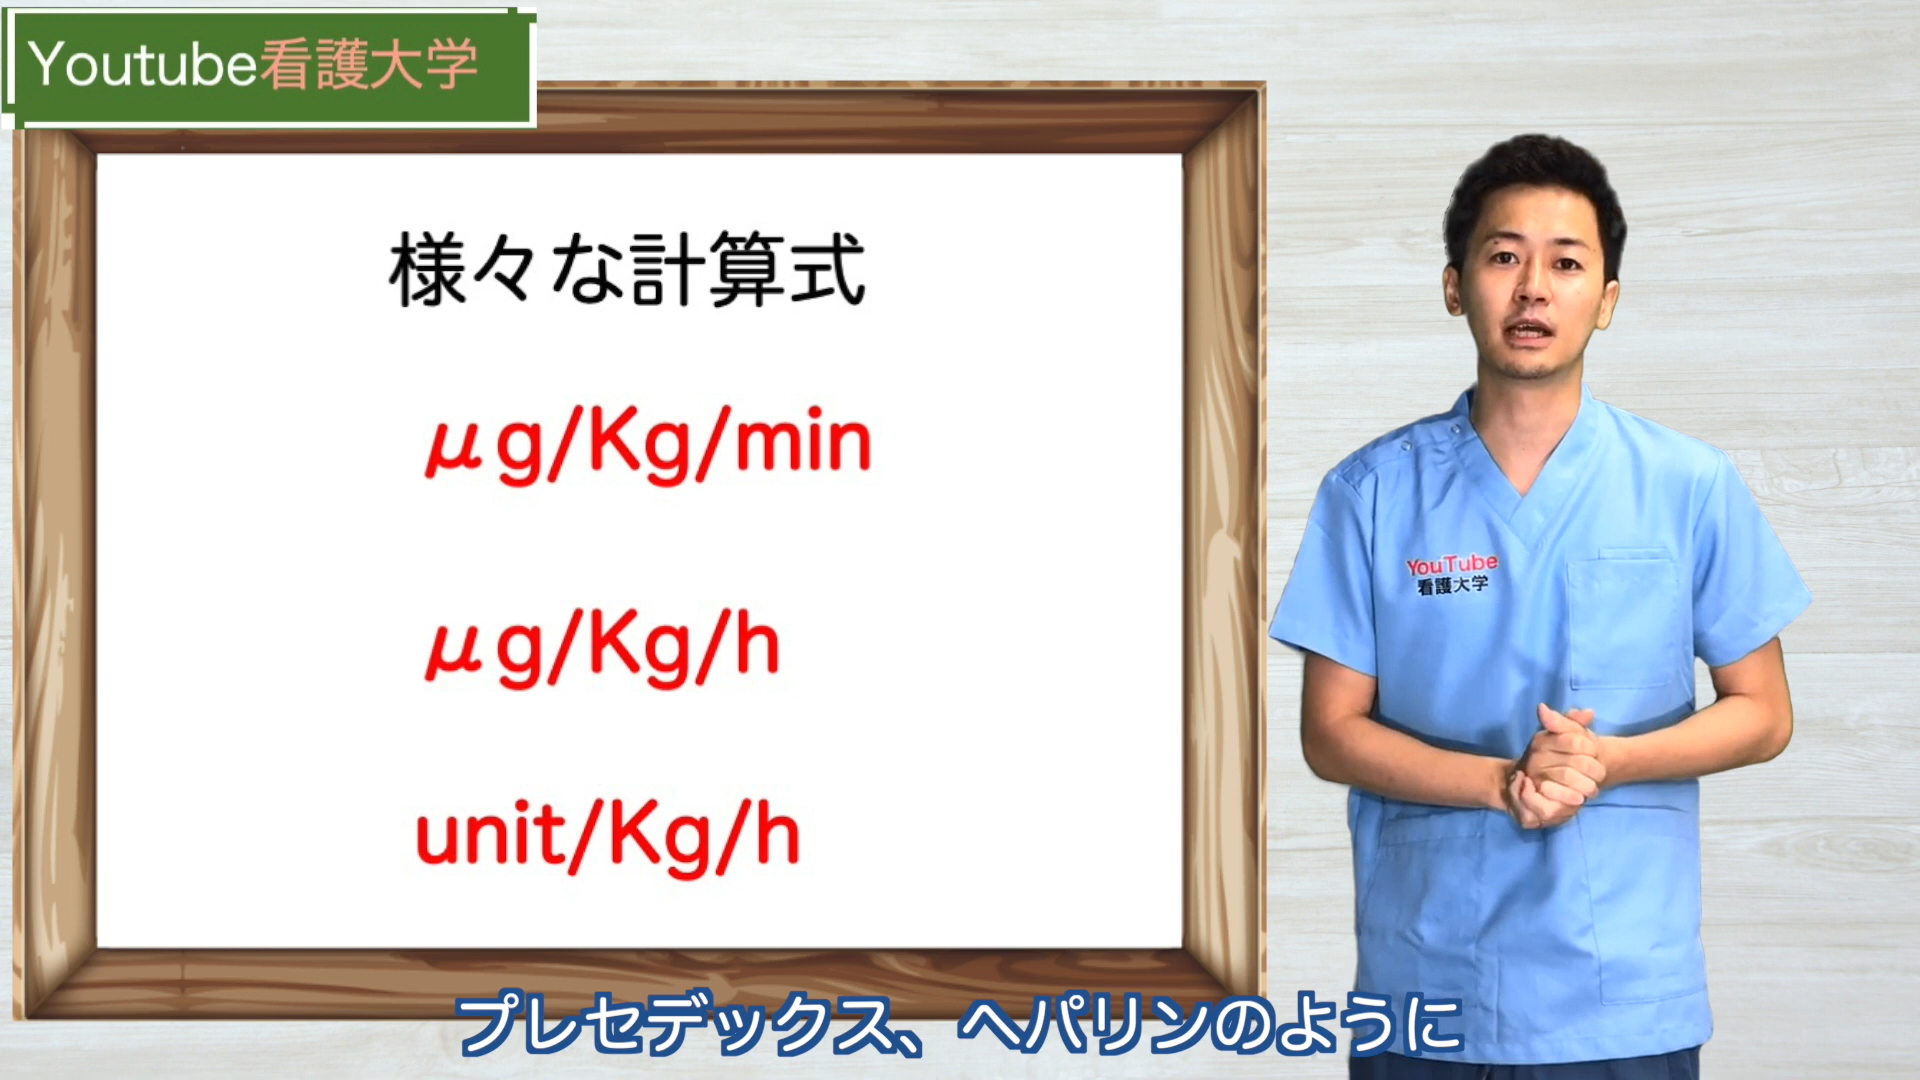 Youtube看護大学
様々な計算式
μg/Kg/min
μg/Kg/h
unit/Kg/h
YouTube
看護大学
プレセデックス、ヘパリンのように